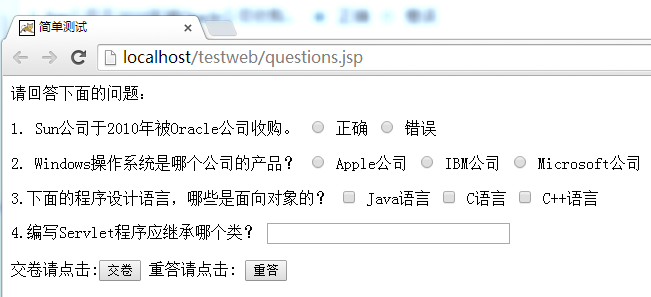 简单测试
localhost/testweb/questions.jsp
请回答下面的问题：
1. Sun公司于2010年被Oracle公司收购。 正确 错误
2. Windows操作系统是哪个公司的产品？ Apple公司 IBM公司 Microsoft公司
3.下面的程序设计语言，哪些是面向对象的？ Java语言 C语言 C++语言
4.编写Servlet程序应继承哪个类？
交卷请点击:交卷 重答请点击: 重答